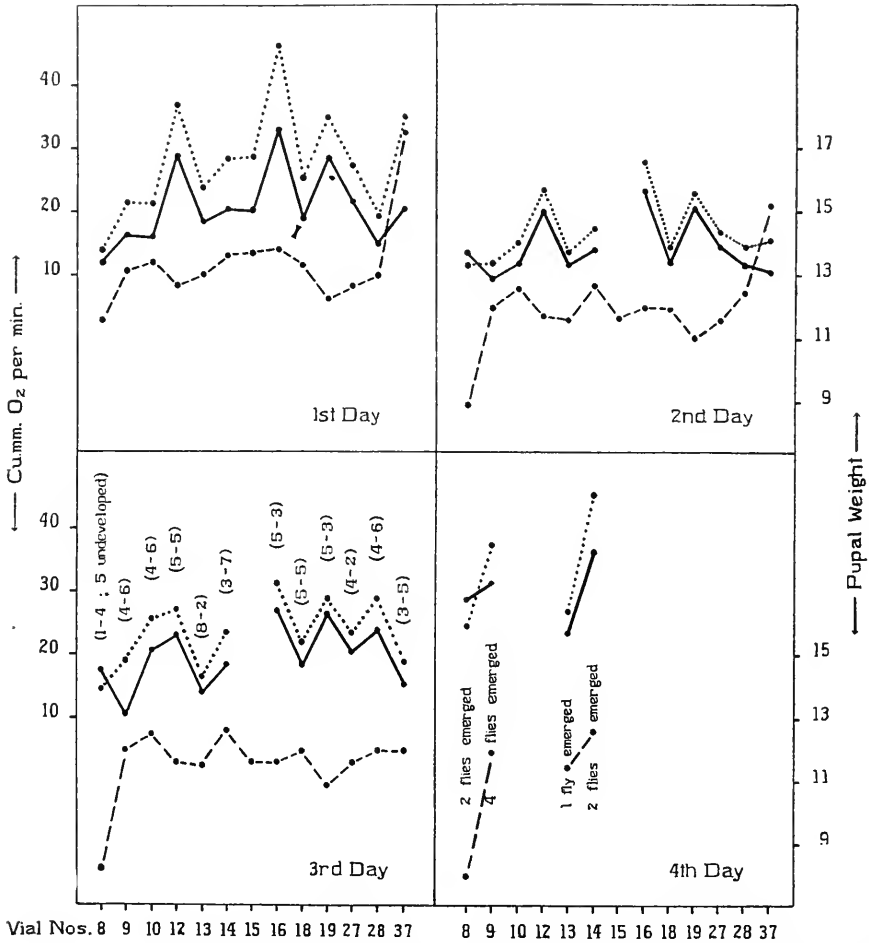 40
30
20
10
17
15
13
11
9
1st Day
2nd Day
← Cu.mm. O₂ per min. →
← Pupal Weight →
40
30
20
10
(1-4 ; 5 undeveloped)
(4-6)
(4-6)
(5-5)
(8-2)
(3-7)
(5-3)
(5-5)
(5-3)
(4-2)
(4-6)
(3-5)
2 flies emerged
4 flies emerged
1 fly emerged
2 flies emerged
15
13
11
9
3rd Day
4th Day
Vial Nos. 8 9 10 12 13 14 15 16 18 19 27 28 37
8 9 10 12 13 14 15 16 18 19 27 28 37